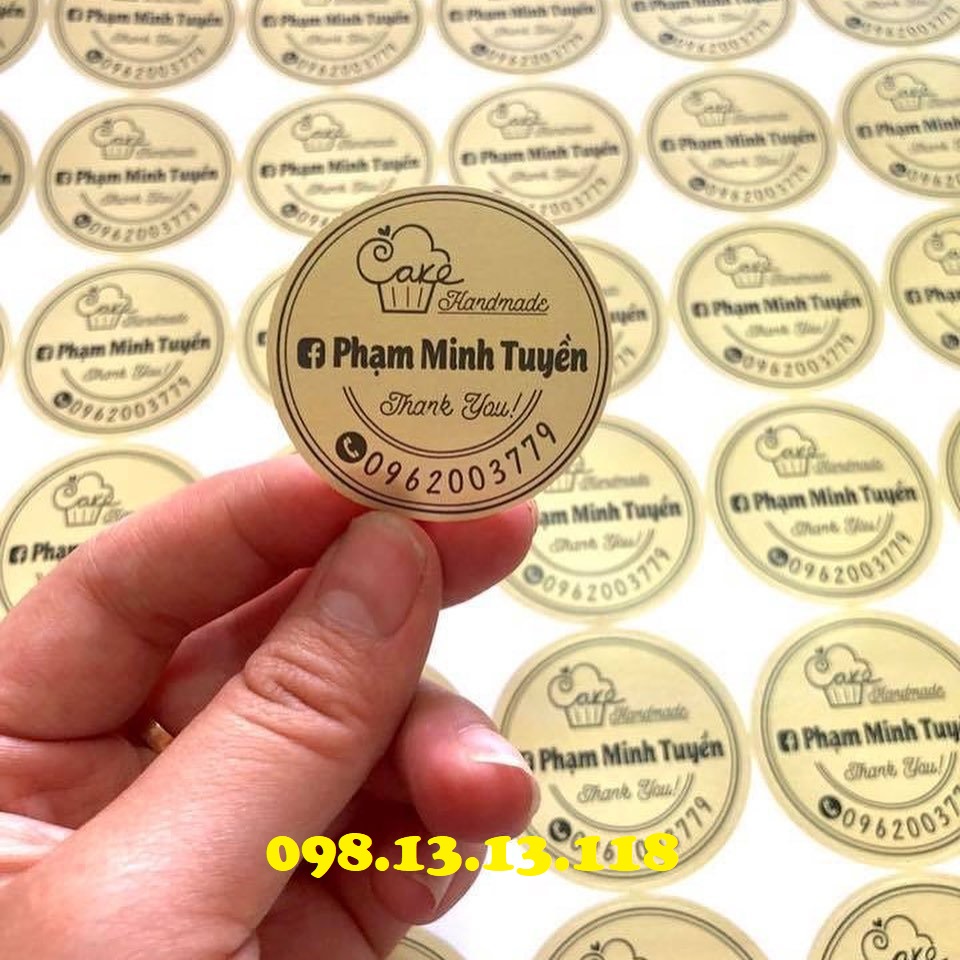 Cake
Handmade
Phạm Minh Tuyền
Thank You!
0962003779
098.13.13.118